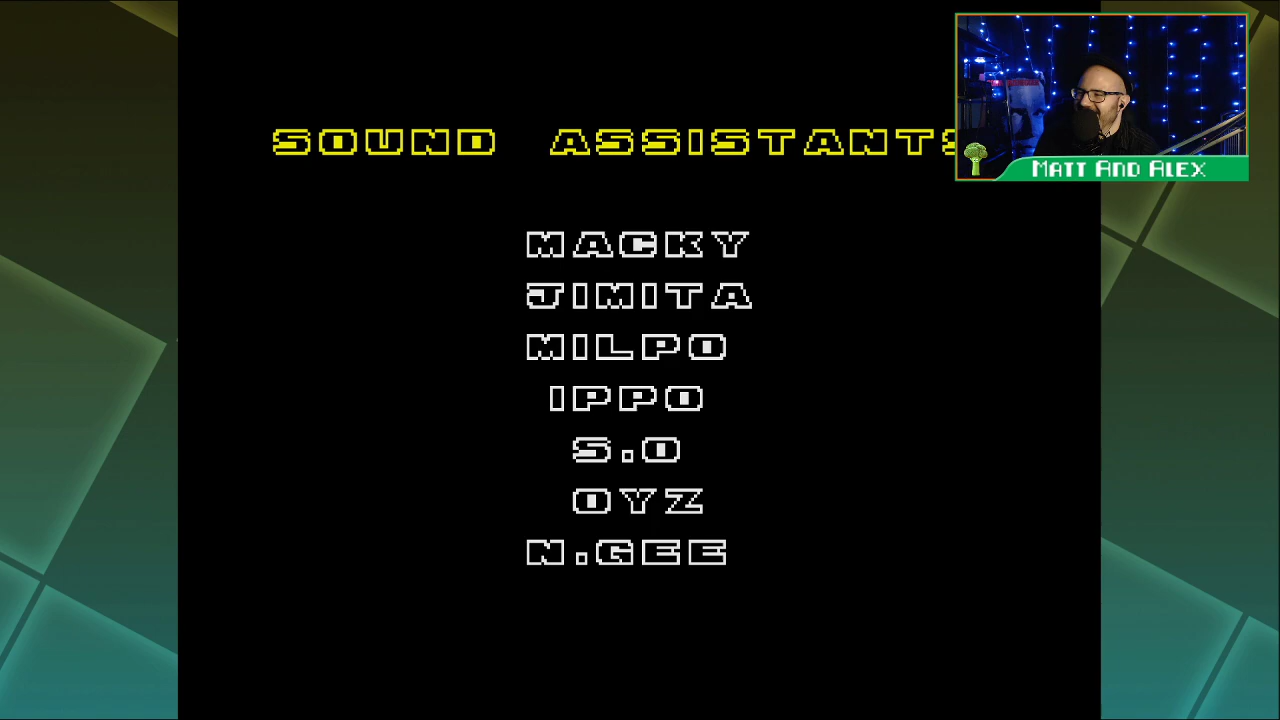 SOUND ASSISTANTS
MACKY
JIMITA
MILPO
IPPO
S.O
OYZ
N.GEE
MATT AND ALEX